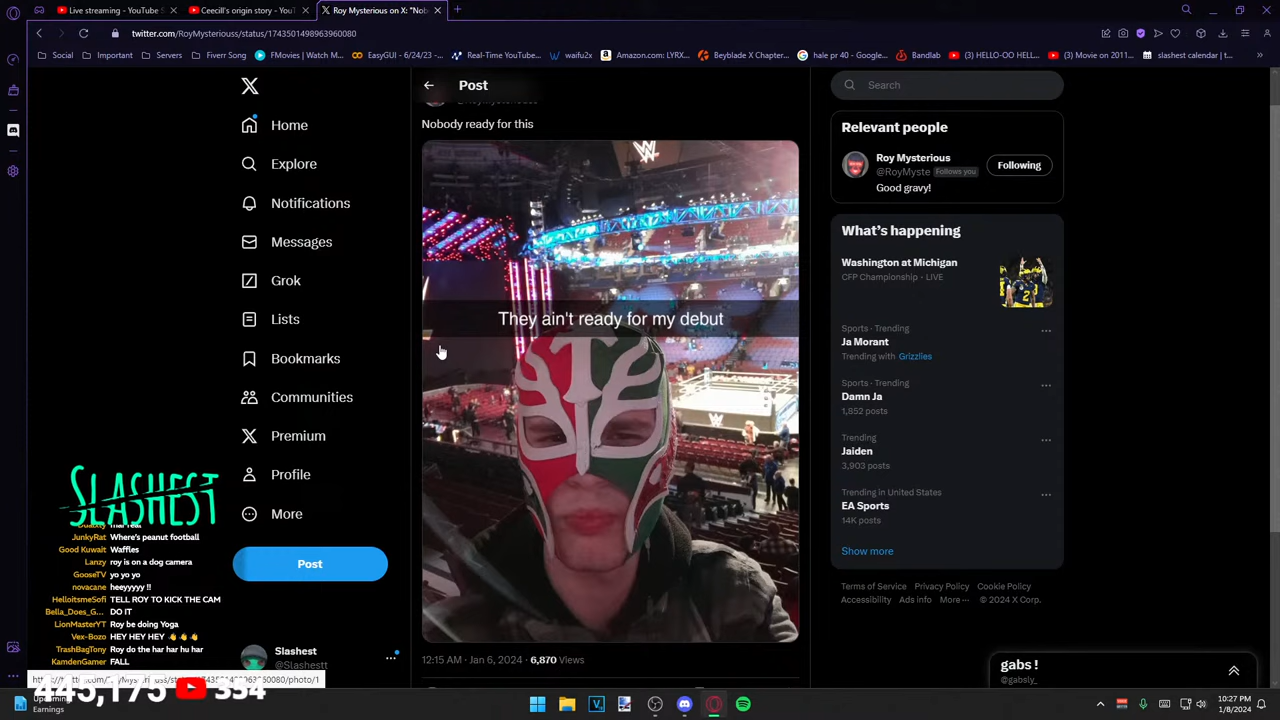 Live streaming - YouT
Ceecill's origin story - YouT
Roy Mysterious on X: "Nob
twitter.com/RoyMysteriouss/status/1743501498963960080
Social
Important
Servers
Fiverr Song
FMovies | Watch M...
EasyGUI - 6/24/23 -...
Real-Time YouTube...
waifu2x
Amazon.com: LYRX...
Beyblade X Chapter...
hale pr 40 - Google...
Bandlab
(3) HELLO-OO HELL...
(3) Movie on 2011...
slashest calendar | t...
Home
Explore
Notifications
Messages
Grok
Lists
Bookmarks
Communities
Premium
Profile
More
Post
Slashest
@Slashestt
Post
Nobody ready for this
They ain't ready for my debut
12:15 AM · Jan 6, 2024 · 6,870 Views
Search
Relevant people
Roy Mysterious
@RoyMyste Follows you
Following
Good gravy!
What's happening
Washington at Michigan
CFP Championship · LIVE
Sports · Trending
Ja Morant
Trending with Grizzlies
Sports · Trending
Damn Ja
1,852 posts
Trending
Jaiden
3,903 posts
Trending in United States
EA Sports
14K posts
Show more
Terms of Service Privacy Policy Cookie Policy
Accessibility Ads info More ··· © 2024 X Corp.
gabs !
@gabsly_
SLASHEST
JunkyRat Where's peanut football
Good Kuwait Waffles
Lanzy roy is on a dog camera
GooseTV yo yo yo
novacane heeyyyyy !!
HelloitsmeSofi TELL ROY TO KICK THE CAM
Bella_Does_G... DO IT
LionMasterYT Roy be doing Yoga
Vex-Bozo HEY HEY HEY 👋👋👋
TrashBagTony Roy do the har har hu har
KamdenGamer FALL
445,175 354
Earnings
10:27 PM
1/8/2024